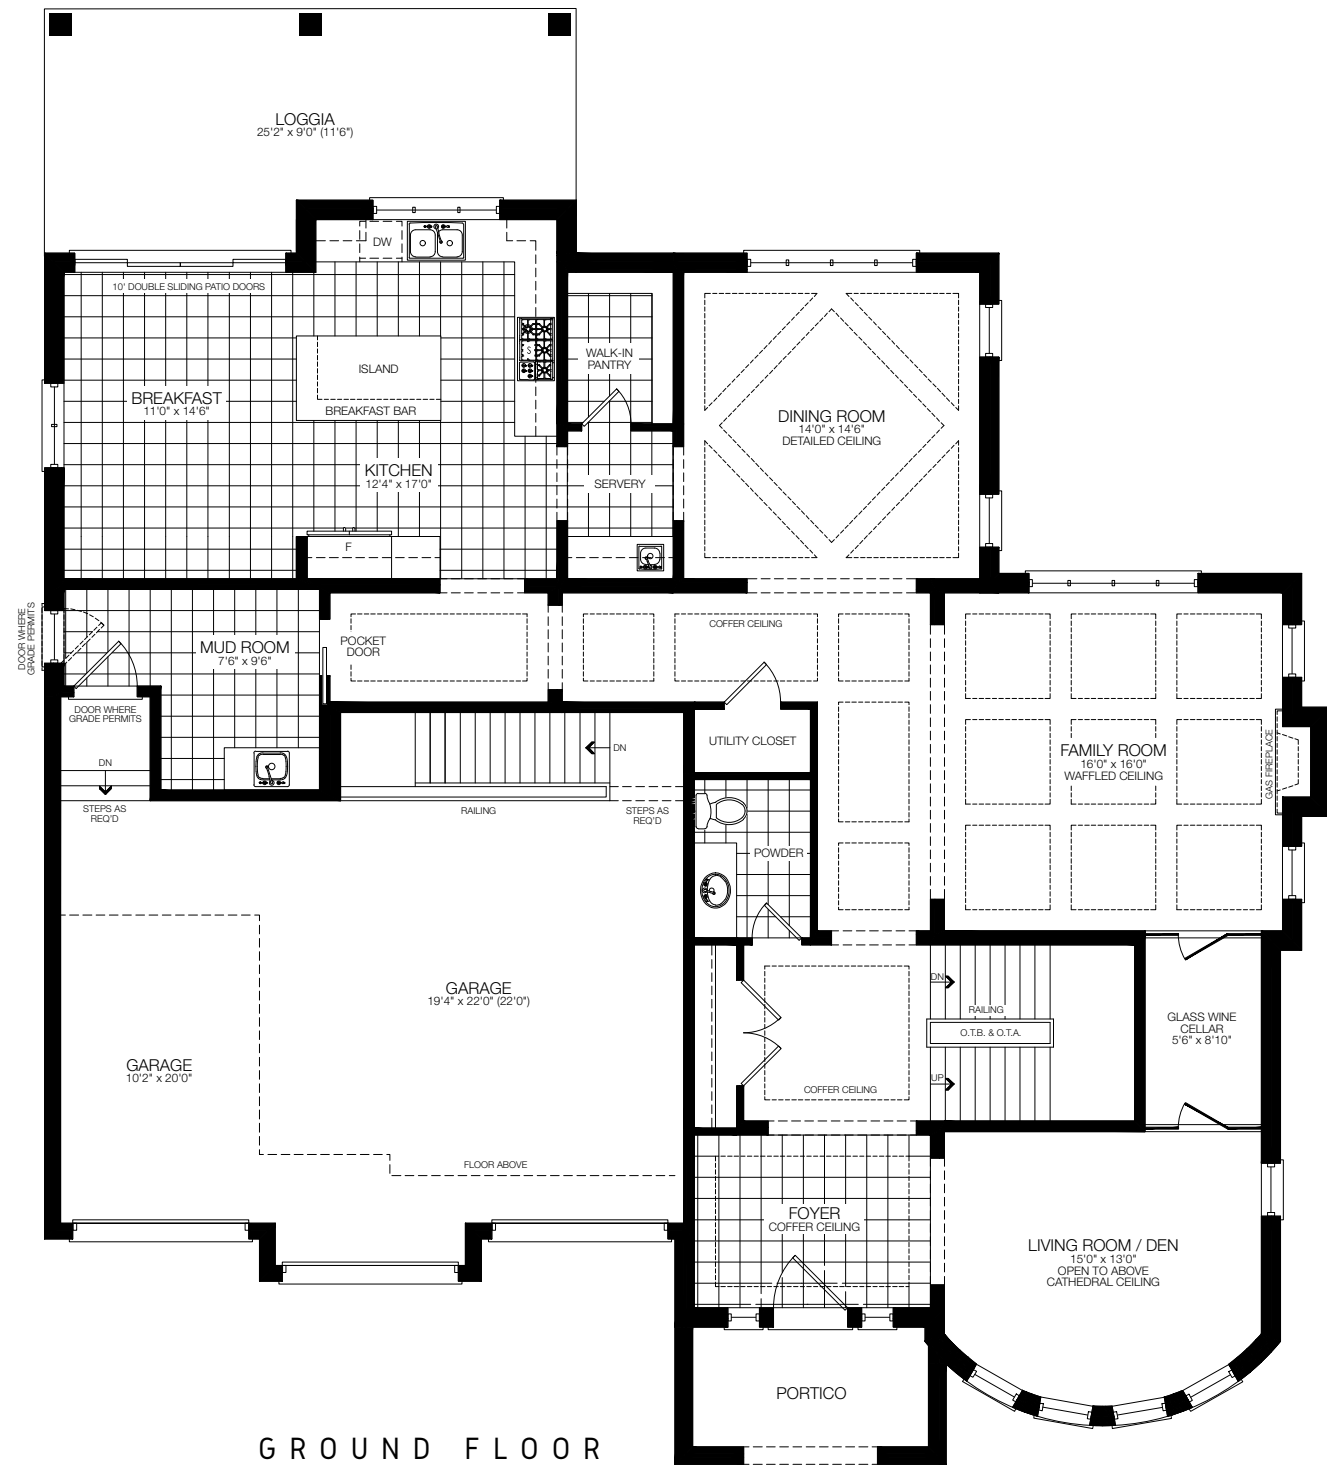 LOGGIA
25'2" x 9'0" (11'6")
DW
10' DOUBLE SLIDING PATIO DOORS
S
ISLAND
BREAKFAST BAR
BREAKFAST
11'0" x 14'6"
WALK-IN
PANTRY
DINING ROOM
14'0" x 14'6"
DETAILED CEILING
KITCHEN
12'4" x 17'0"
SERVERY
F
DOOR WHERE
GRADE PERMITS
MUD ROOM
7'6" x 9'6"
POCKET
DOOR
COFFER CEILING
DOOR WHERE
GRADE PERMITS
DN
STEPS AS
REQ'D
DN
RAILING
STEPS AS
REQ'D
UTILITY CLOSET
FAMILY ROOM
16'0" x 16'0"
WAFFLED CEILING
GAS FIREPLACE
POWDER
GARAGE
19'4" x 22'0" (22'0")
GARAGE
10'2" x 20'0"
FLOOR ABOVE
DN
RAILING
O.T.B. & O.T.A.
UP
COFFER CEILING
GLASS WINE
CELLAR
5'6" x 8'10"
FOYER
COFFER CEILING
LIVING ROOM / DEN
15'0" x 13'0"
OPEN TO ABOVE
CATHEDRAL CEILING
PORTICO
GROUND FLOOR